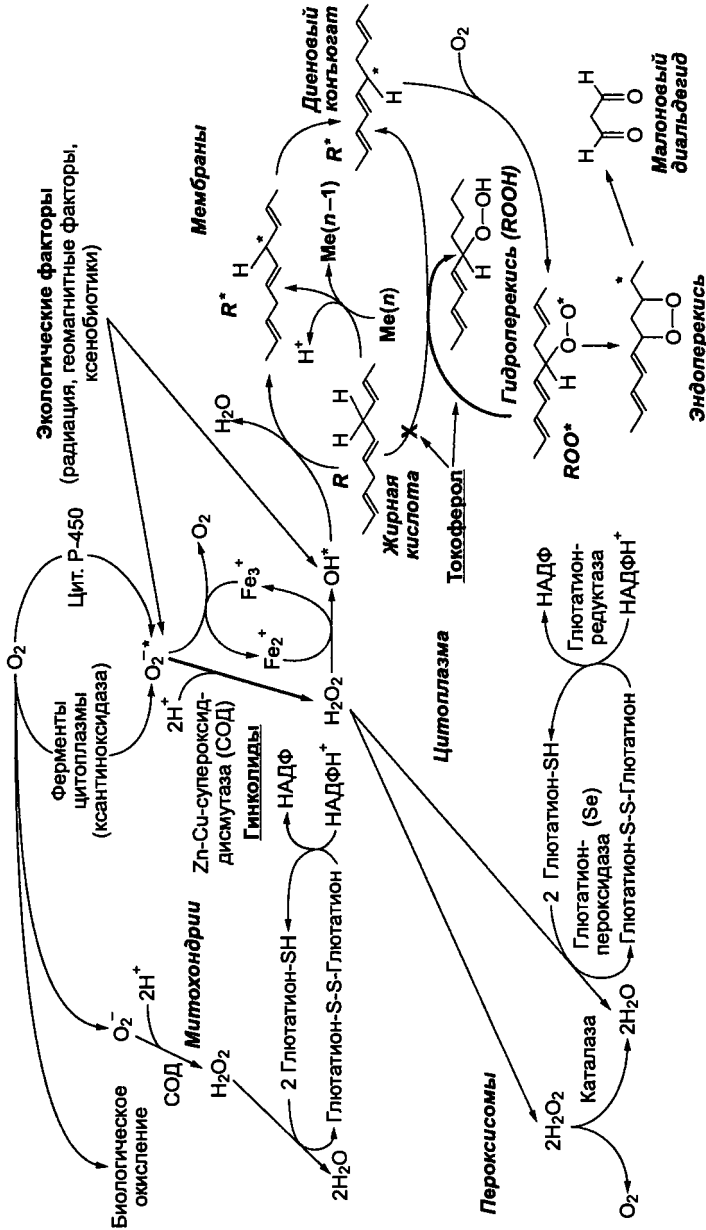 O₂
Биологическое
окисление
Ферменты
цитоплазмы
(ксантиноксидаза)
Цит. P-450
Экологические факторы
(радиация, геомагнитные факторы,
ксенобиотики)
O₂⁻
2H⁺
СОД
H₂O₂
Митохондрии
2H₂O
2 Глютатион-SH
Глютатион-S-S-Глютатион
НАДФ
НАДФН⁺
O₂⁻*
2H⁺
Zn-Cu-супероксид-
дисмутаза (СОД)
Гинколиды
O₂
Fe₂⁺
Fe₃⁺
H₂O₂
OH*
H₂O
R
H
H
Жирная
кислота
Токоферол
H⁺
Me(n)
Me(n−1)
R*
H
*
Мембраны
Диеновый
конъюгат
R*
*
H
O₂
Гидроперекись (ROOH)
H
O–OH
ROO*
H
O–O*
Эндоперекись
*
O–O
Малоновый
диальдегид
H
H
O
O
Цитоплазма
Пероксисомы
2H₂O₂
O₂
Каталаза
2H₂O
2 Глютатион-SH
Глютатион-
пероксидаза
(Se)
Глютатион-S-S-Глютатион
НАДФ
Глютатион-
редуктаза
НАДФН⁺